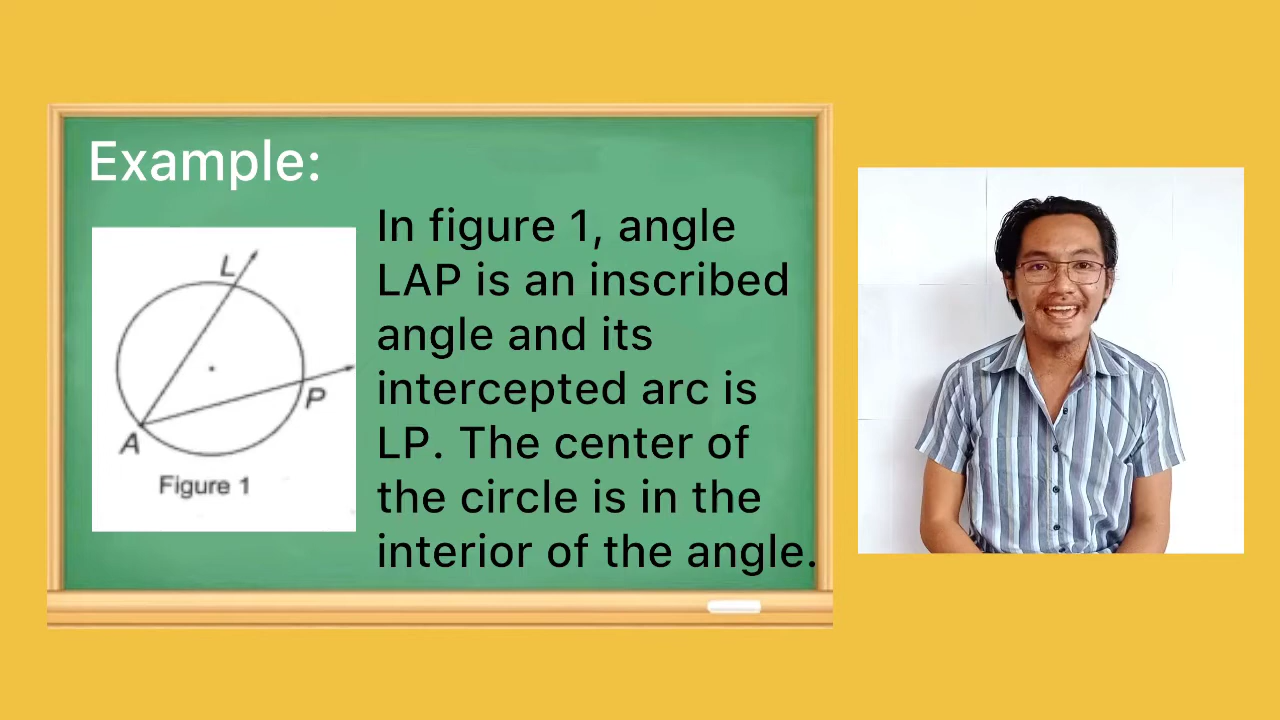 Example:
L
P
A
Figure 1
In figure 1, angle
LAP is an inscribed
angle and its
intercepted arc is
LP. The center of
the circle is in the
interior of the angle.